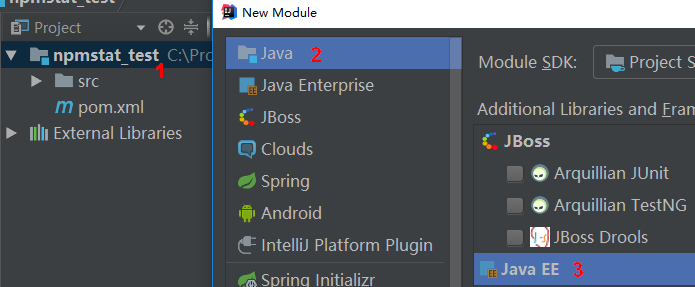 npmstat_test
Project
npmstat_test C:\Pro
1
src
pom.xml
External Libraries
New Module
Java 2
Java Enterprise
JBoss
Clouds
Spring
Android
IntelliJ Platform Plugin
Spring Initializr
Module SDK: Project S
Additional Libraries and Fram
JBoss
Arquillian JUnit
Arquillian TestNG
JBoss Drools
Java EE 3